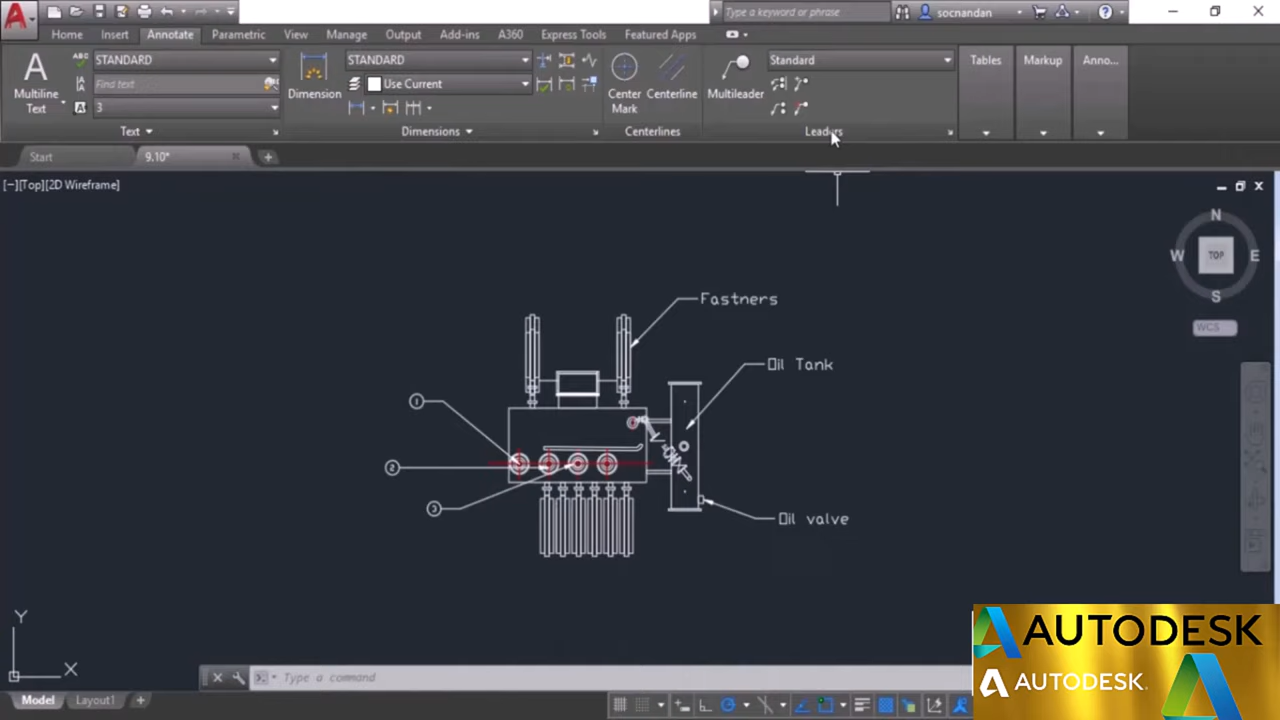 A
Type a keyword or phrase
socnandan
?
Home Insert Annotate Parametric View Manage Output Add-ins A360 Express Tools Featured Apps
A
Multiline
Text
STANDARD
Find text
3
Text
Dimension
STANDARD
Use Current
Dimensions
Center
Mark
Centerline
Centerlines
Multileader
Standard
Leaders
Tables
Markup
Anno...
Start 9.10*
[−][Top][2D Wireframe]
N
W TOP E
S
WCS
Fastners
Oil Tank
1
2
3
Oil valve
Y
X
Type a command
Model Layout1
AUTODESK
AUTODESK.